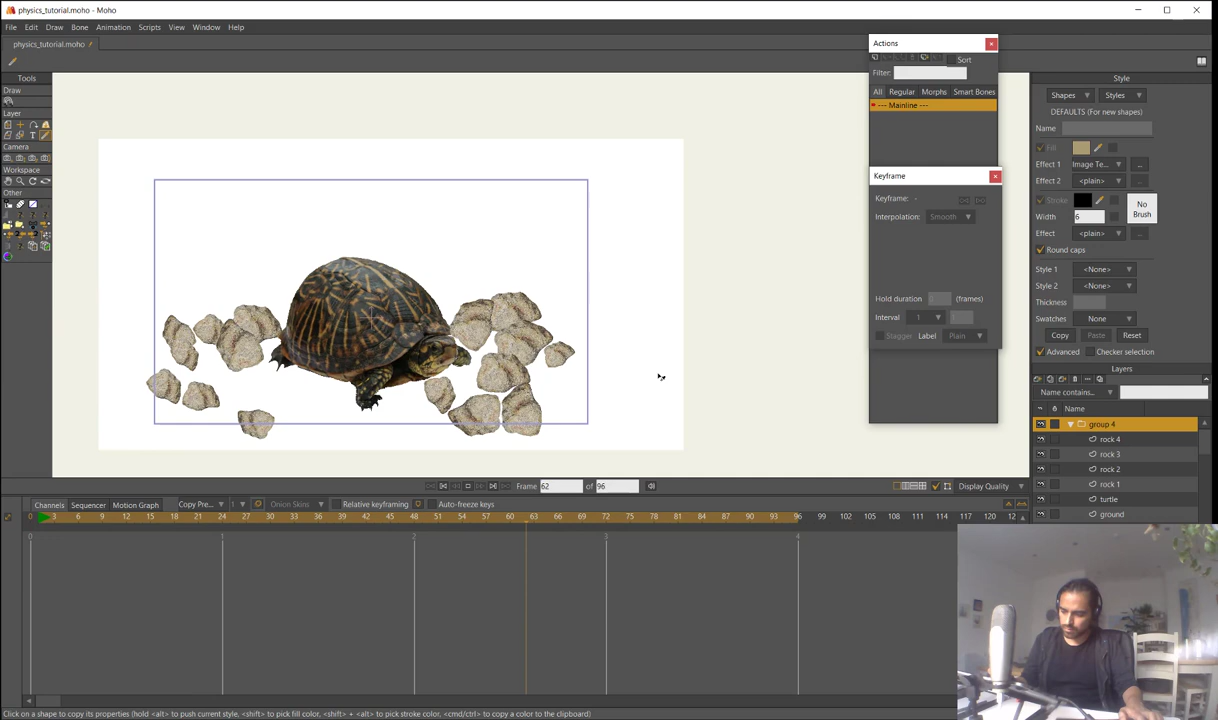 physics_tutorial.moho - Moho
File Edit Draw Bone Animation Scripts View Mainline Window Help
physics_tutorial.moho
Tools
Draw
Layer
Camera
Workspace
Other
Actions
Sort
Filter:
All Regular Morphs Smart Bones
--- Mainline ---
Keyframe
Keyframe: -
Interpolation: Smooth
Hold duration (frames)
Interval 1 1
Stagger Label Plain
Style
Shapes Styles
DEFAULTS (For new shapes)
Name
Fill
Effect 1 Image Te...
Effect 2 <plain>
Stroke
No Brush
Width 6
Effect <plain>
Round caps
Style 1 <None>
Style 2 <None>
Thickness
Swatches None
Copy Paste Reset
Advanced Checker selection
Layers
Name contains...
Name
group 4
rock 4
rock 3
rock 2
rock 1
turtle
ground
Frame 62 of 96
Display Quality
Channels Sequencer Motion Graph Copy Pre... 1 Onion Skins Relative keyframing Auto-freeze keys
0 3 6 9 12 15 18 21 24 27 30 33 36 39 42 45 48 51 54 57 60 63 66 69 72 75 78 81 84 87 90 93 96 99 102 105 108 111 114 117 120 12
0 1 2 3 4
Click on a shape to copy its properties (hold <alt> to push current style, <shift> to pick fill color, <shift> + <alt> to pick stroke color, <cmd/ctrl> to copy a color to the clipboard)